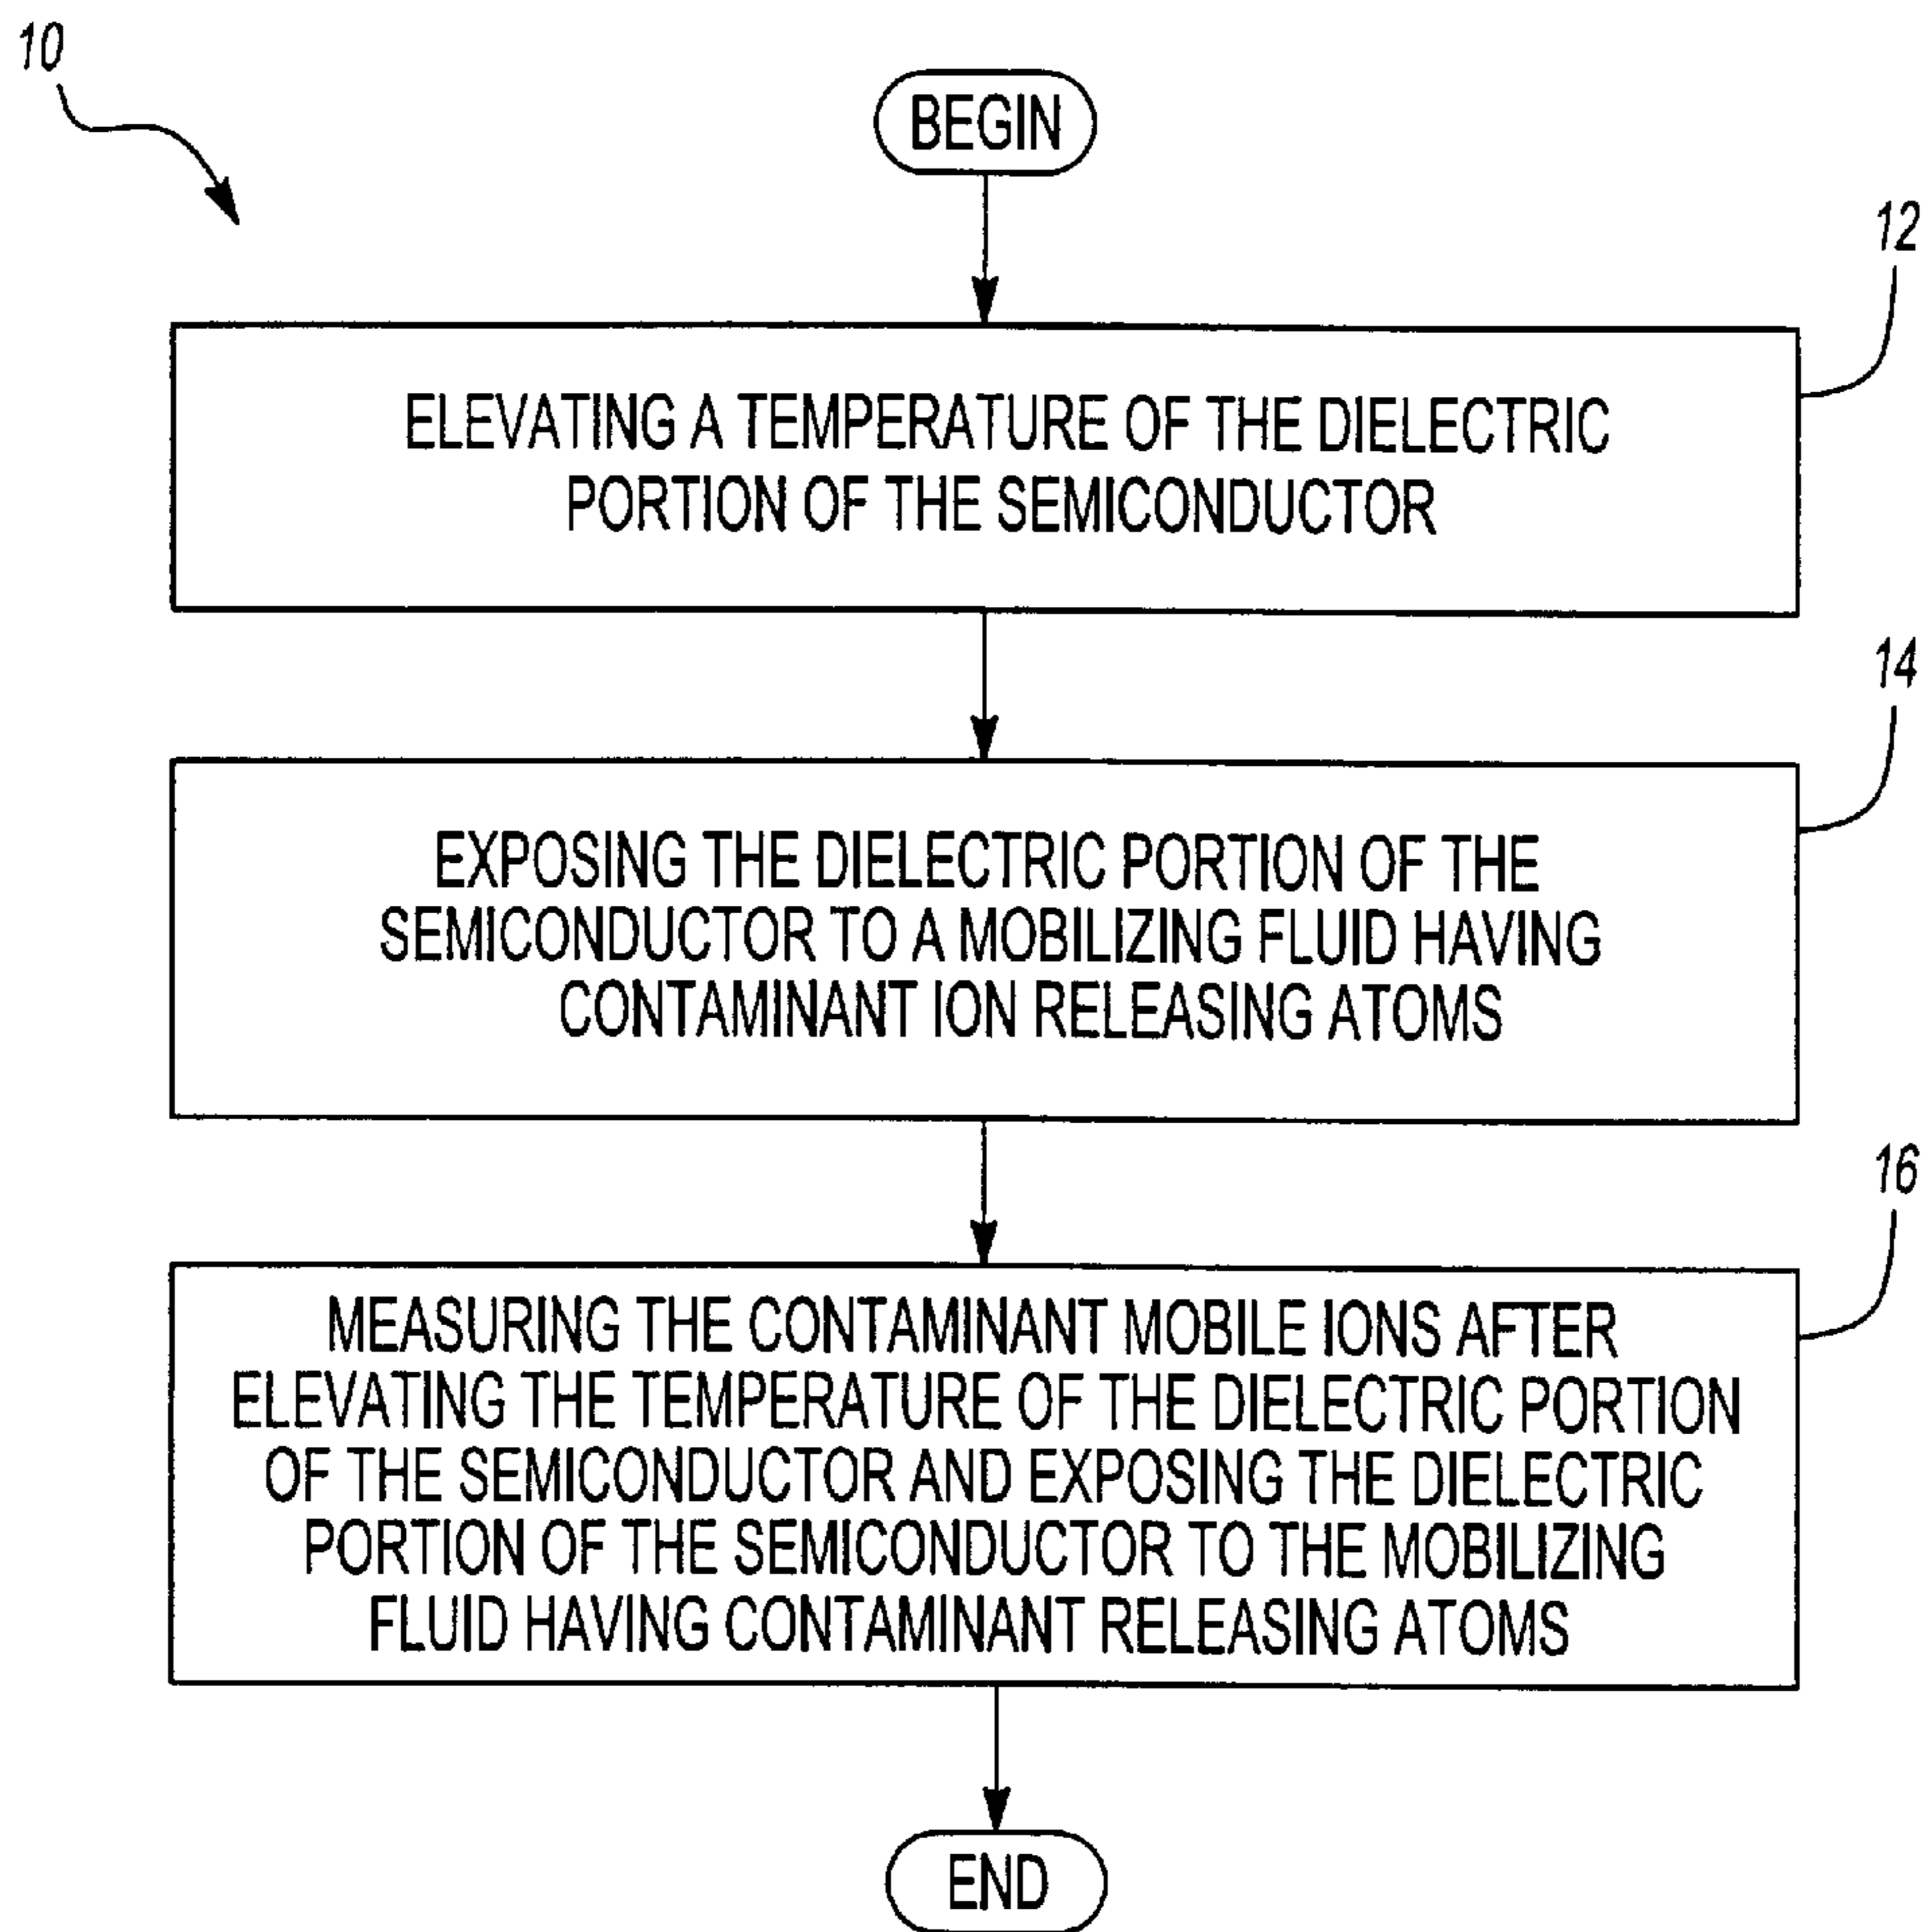 10
BEGIN
12
ELEVATING A TEMPERATURE OF THE DIELECTRIC
PORTION OF THE SEMICONDUCTOR
14
EXPOSING THE DIELECTRIC PORTION OF THE
SEMICONDUCTOR TO A MOBILIZING FLUID HAVING
CONTAMINANT ION RELEASING ATOMS
16
MEASURING THE CONTAMINANT MOBILE IONS AFTER
ELEVATING THE TEMPERATURE OF THE DIELECTRIC PORTION
OF THE SEMICONDUCTOR AND EXPOSING THE DIELECTRIC
PORTION OF THE SEMICONDUCTOR TO THE MOBILIZING
FLUID HAVING CONTAMINANT RELEASING ATOMS
END